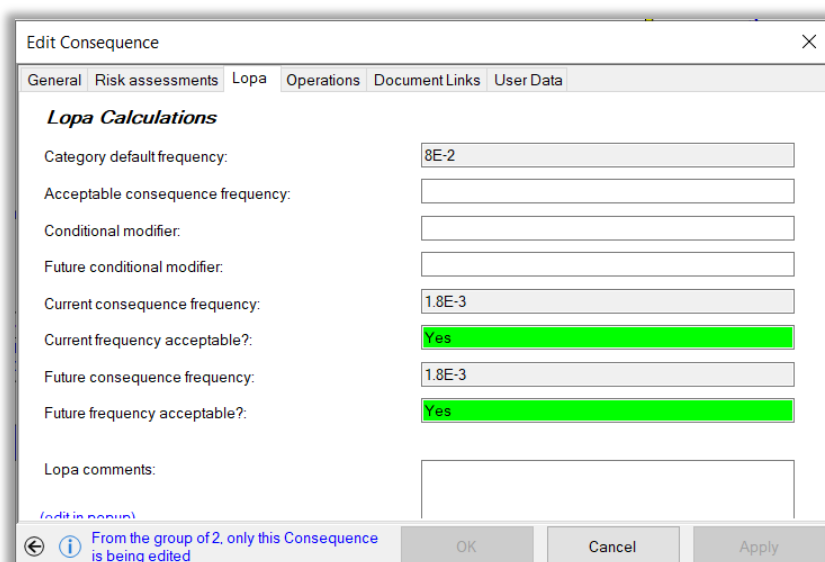 Edit Consequence
General Risk assessments Lopa Operations Document Links User Data
Lopa Calculations
Category default frequency: 8E-2
Acceptable consequence frequency:
Conditional modifier:
Future conditional modifier:
Current consequence frequency: 1.8E-3
Current frequency acceptable?: Yes
Future consequence frequency: 1.8E-3
Future frequency acceptable?: Yes
Lopa comments:
(edit in popup)
From the group of 2, only this Consequence
is being edited
OK Cancel Apply